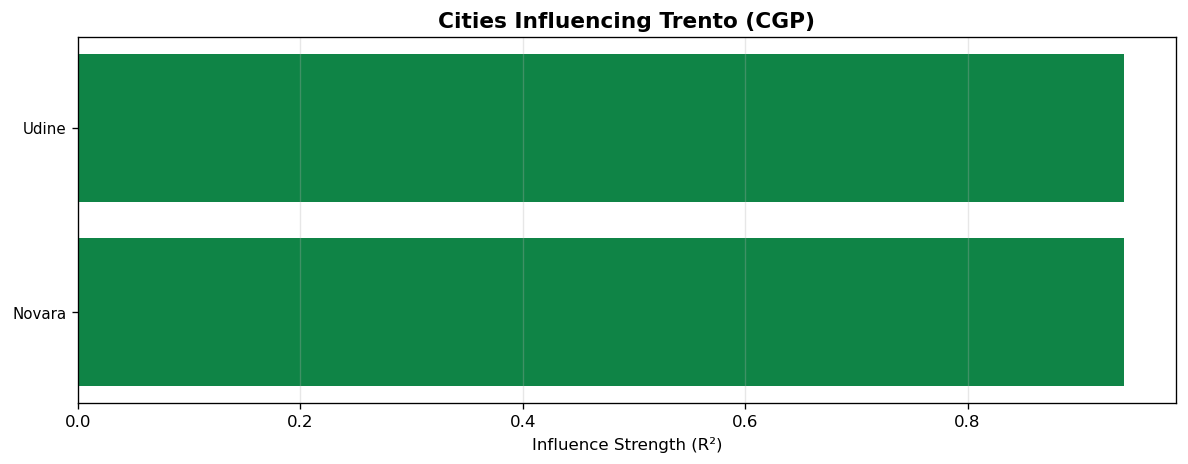 Cities Influencing Trento (CGP)
Udine
Novara
0.0 0.2 0.4 0.6 0.8
Influence Strength (R²)